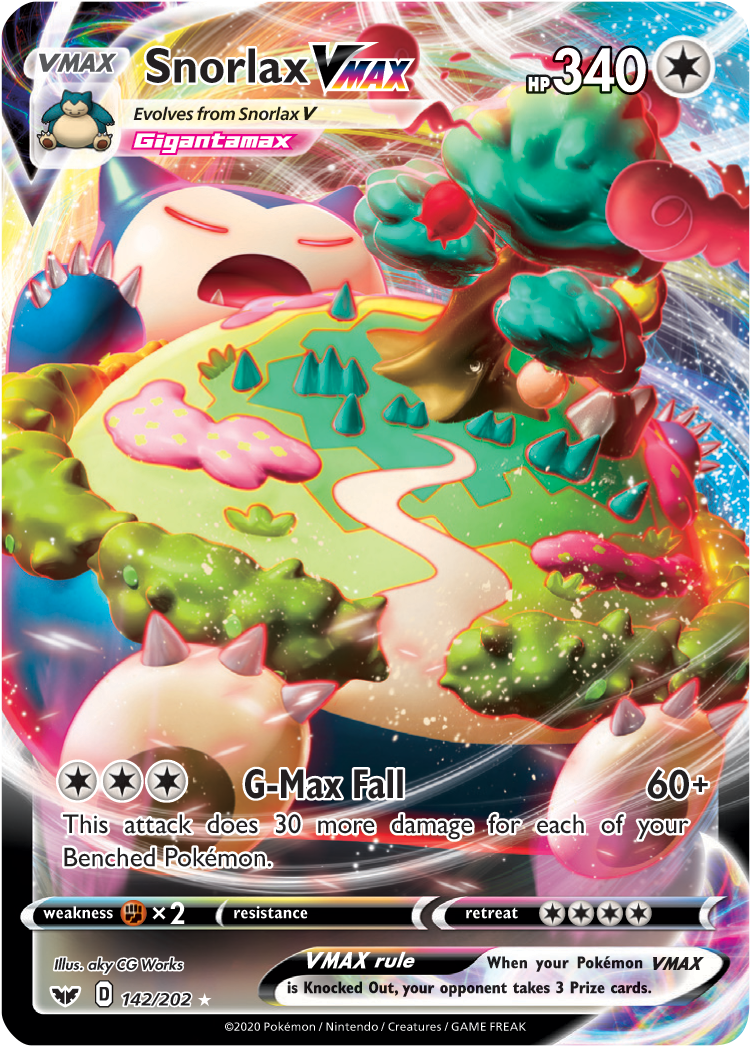 VMAX
Snorlax VMAX
HP 340
Evolves from Snorlax V
Gigantamax
G-Max Fall 60+
This attack does 30 more damage for each of your
Benched Pokémon.
weakness ×2 resistance retreat
Illus. aky CG Works
VMAX rule When your Pokémon VMAX
is Knocked Out, your opponent takes 3 Prize cards.
D 142/202
©2020 Pokémon / Nintendo / Creatures / GAME FREAK